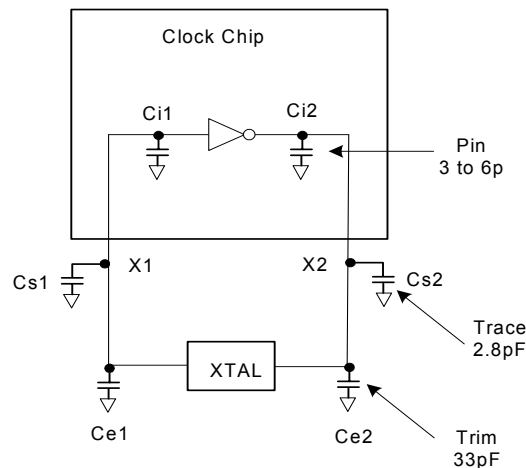 Clock Chip
Ci1
Ci2
Pin
3 to 6p
X1
X2
Cs1
Cs2
Trace
2.8pF
XTAL
Ce1
Ce2
Trim
33pF